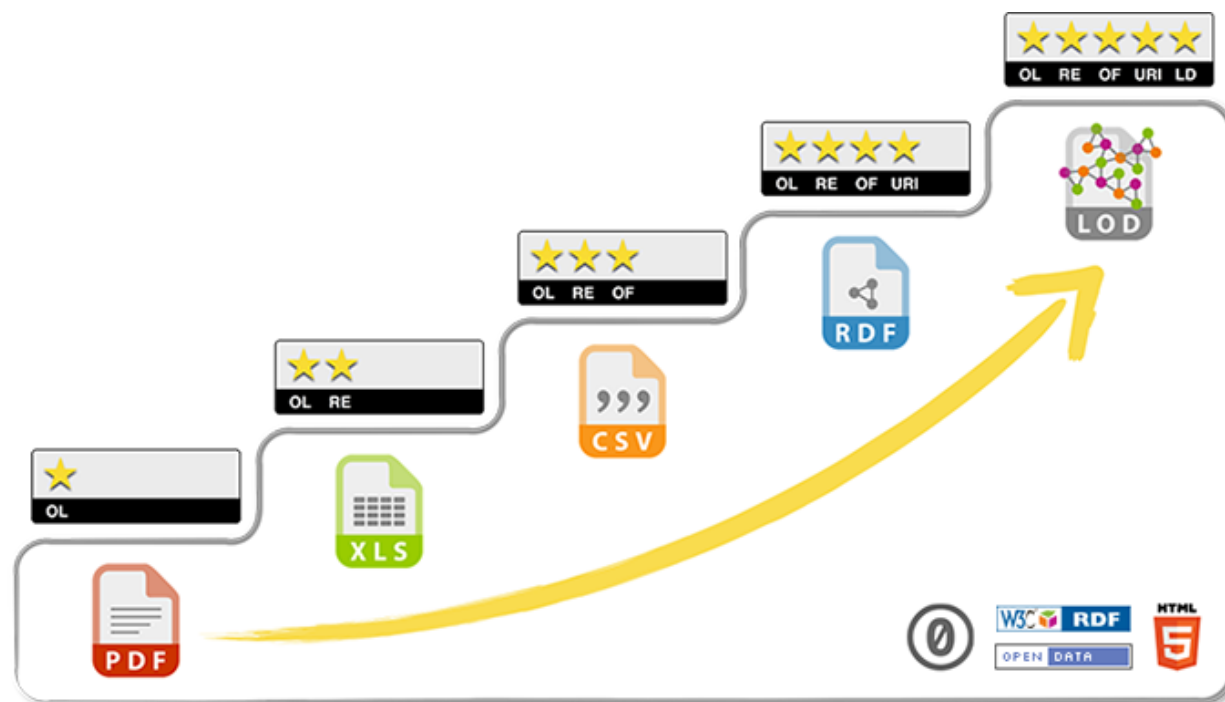 OL RE OF URI LD
LOD
OL RE OF URI
RDF
OL RE OF
CSV
OL RE
XLS
OL
PDF
0
W3C RDF
OPEN DATA
HTML
5